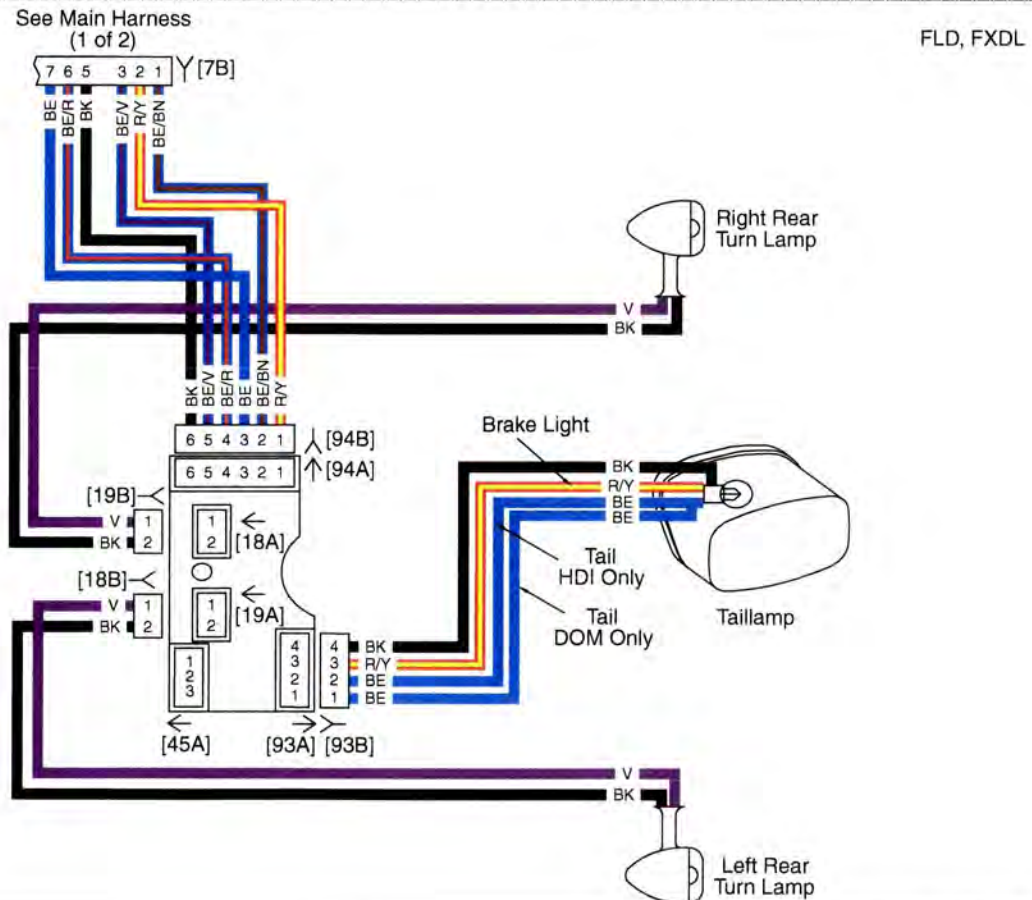 See Main Harness
(1 of 2)
FLD, FXDL
7 6 5 3 2 1 [7B]
BE BE/R BK BE/V R/Y BE/BN
Right Rear
Turn Lamp
V
BK
BK BE/V BE/R BE BE/BN R/Y
6 5 4 3 2 1 [94B]
6 5 4 3 2 1 [94A]
Brake Light
BK
R/Y
BE
BE
[19B]
V 1
BK 2
1
2
[18A]
[18B]
V 1
BK 2
1
2
[19A]
Tail
HDI Only
Tail
DOM Only
Taillamp
1
2
3
4
3
2
1
4 BK
3 R/Y
2 BE
1 BE
[45A] [93A] [93B]
V
BK
Left Rear
Turn Lamp